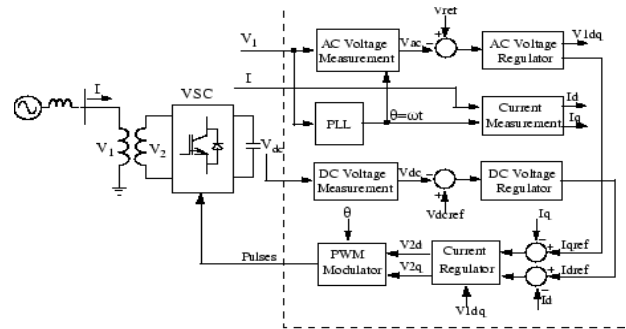 Vref
V1
AC Voltage
Measurement
Vac
−
+
AC Voltage
Regulator
V1dq
I
VSC
I
PLL
θ=ωt
Current
Measurement
Id
Iq
V1
V2
Vdc
DC Voltage
Measurement
Vdc
−
+
DC Voltage
Regulator
Vdcref
θ
Iq
Pulses
PWM
Modulator
V2d
V2q
Current
Regulator
−
+
Iqref
+
Idref
−
Id
V1dq